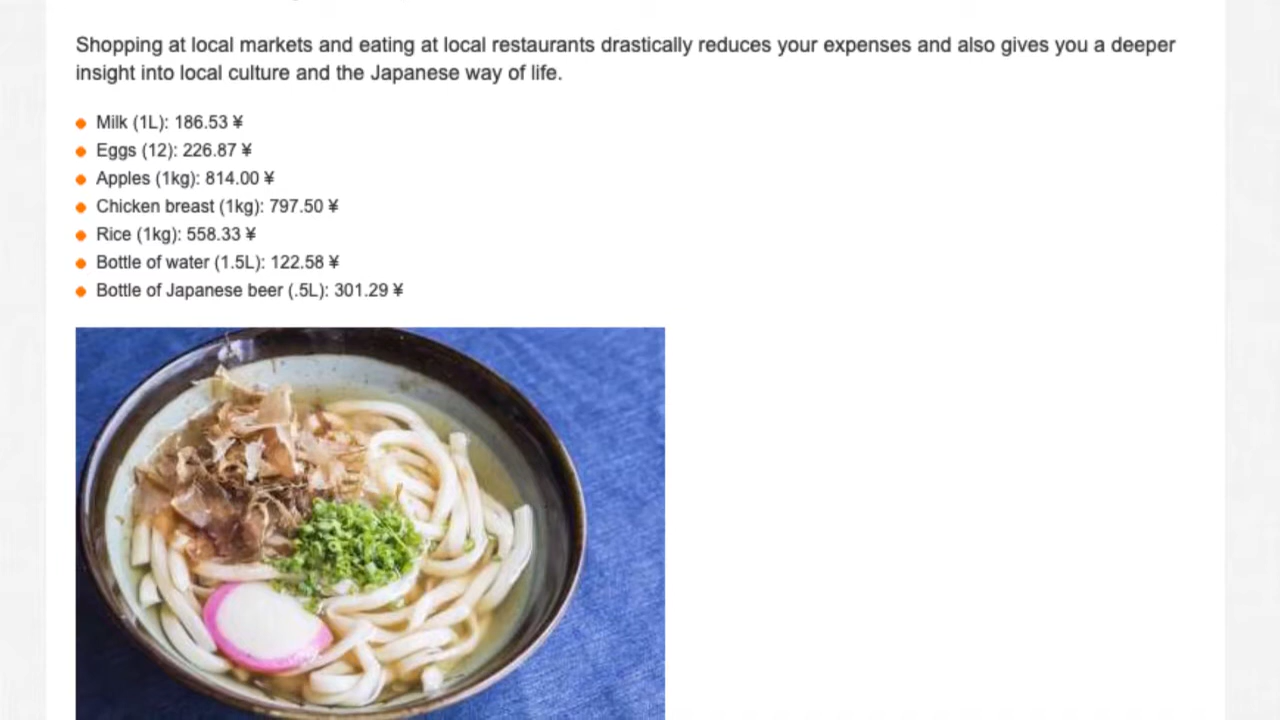 Shopping at local markets and eating at local restaurants drastically reduces your expenses and also gives you a deeper
insight into local culture and the Japanese way of life.
Milk (1L): 186.53 ¥
Eggs (12): 226.87 ¥
Apples (1kg): 814.00 ¥
Chicken breast (1kg): 797.50 ¥
Rice (1kg): 558.33 ¥
Bottle of water (1.5L): 122.58 ¥
Bottle of Japanese beer (.5L): 301.29 ¥